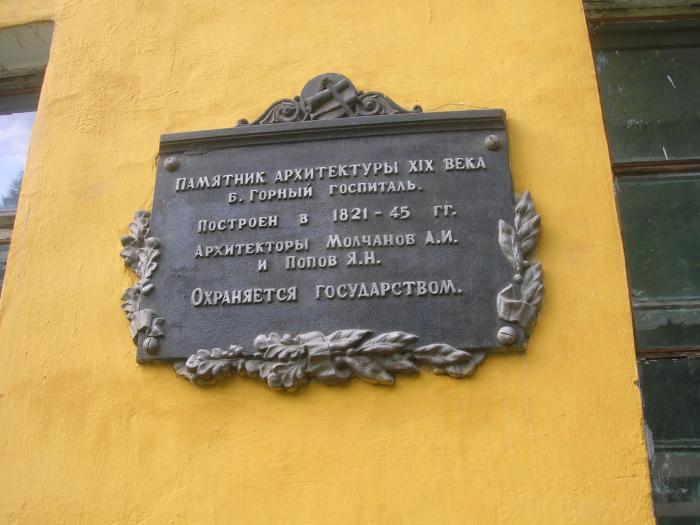 Памятник архитектуры XIX века
б. Горный госпиталь.
Построен в 1821-45 гг.
Архитекторы Молчанов А.И.
и Попов Я.Н.
Охраняется государством.